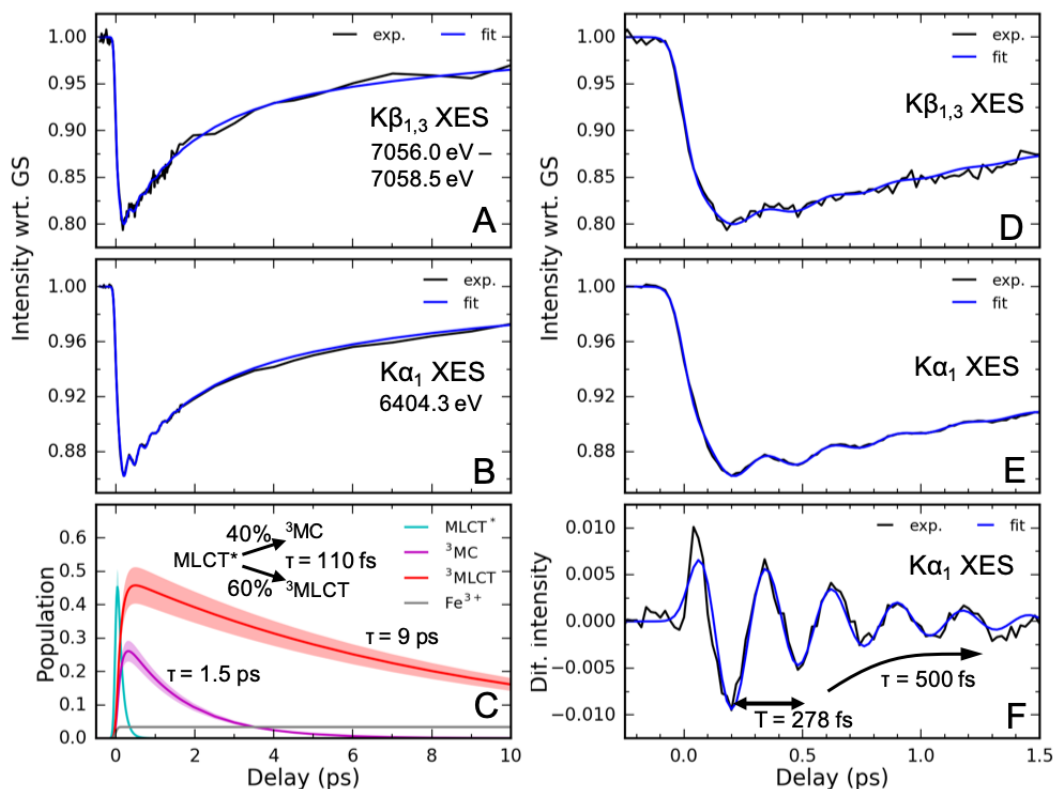 1.00
0.95
0.90
0.85
0.80
Intensity wrt. GS
exp.
fit
Kβ1,3 XES
7056.0 eV –
7058.5 eV
A
1.00
0.95
0.90
0.85
0.80
Intensity wrt. GS
exp.
fit
Kβ1,3 XES
D
1.00
0.96
0.92
0.88
Intensity wrt. GS
exp.
fit
Kα1 XES
6404.3 eV
B
1.00
0.96
0.92
0.88
Intensity wrt. GS
exp.
fit
Kα1 XES
E
0.6
0.5
0.4
0.3
0.2
0.1
0.0
Population
40% ³MC
MLCT* τ = 110 fs
60% ³MLCT
MLCT*
³MC
³MLCT
Fe³⁺
τ = 9 ps
τ = 1.5 ps
C
0 2 4 6 8 10
Delay (ps)
0.010
0.005
0.000
-0.005
-0.010
Dif. intensity
exp.
fit
Kα1 XES
τ = 500 fs
T = 278 fs
F
0.0 0.5 1.0 1.5
Delay (ps)